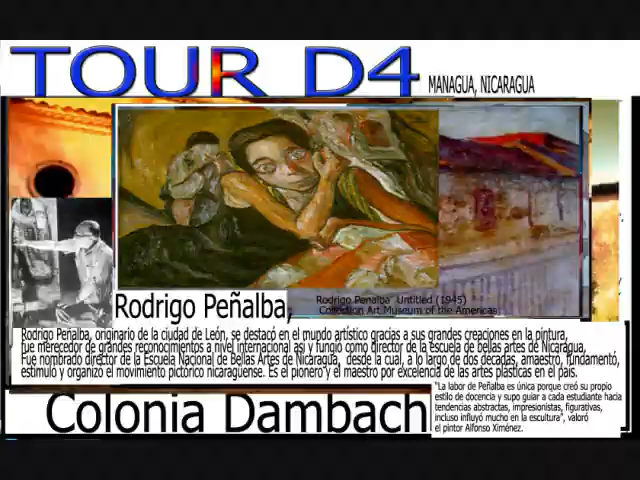 TOUR D4
MANAGUA, NICARAGUA
Rodrigo Peñalba,
Rodrigo Penalba Untitled (1945)
Collection Art Museum of the Americas
Rodrigo Peñalba, originario de la ciudad de León, se destacó en el mundo artístico gracias a sus grandes creaciones en la pintura,
fue merecedor de grandes reconocimientos a nivel internacional asi y fungió como director de la escuela de bellas artes de Nicaragua,
Fue nombrado director de la Escuela Nacional de Bellas Artes de Nicaragua, desde la cual, a lo largo de dos décadas, amaestro, fundamentó,
estimulo y organizó el movimiento pictórico nicaragüense. Es el pionero y el maestro por excelencia de las artes plásticas en el país.
Colonia Dambach
"La labor de Peñalba es única porque creó su propio
estilo de docencia y supo guiar a cada estudiante hacia
tendencias abstractas, impresionistas, figurativas,
incluso influyó mucho en la escultura", valoró
el pintor Alfonso Ximénez.